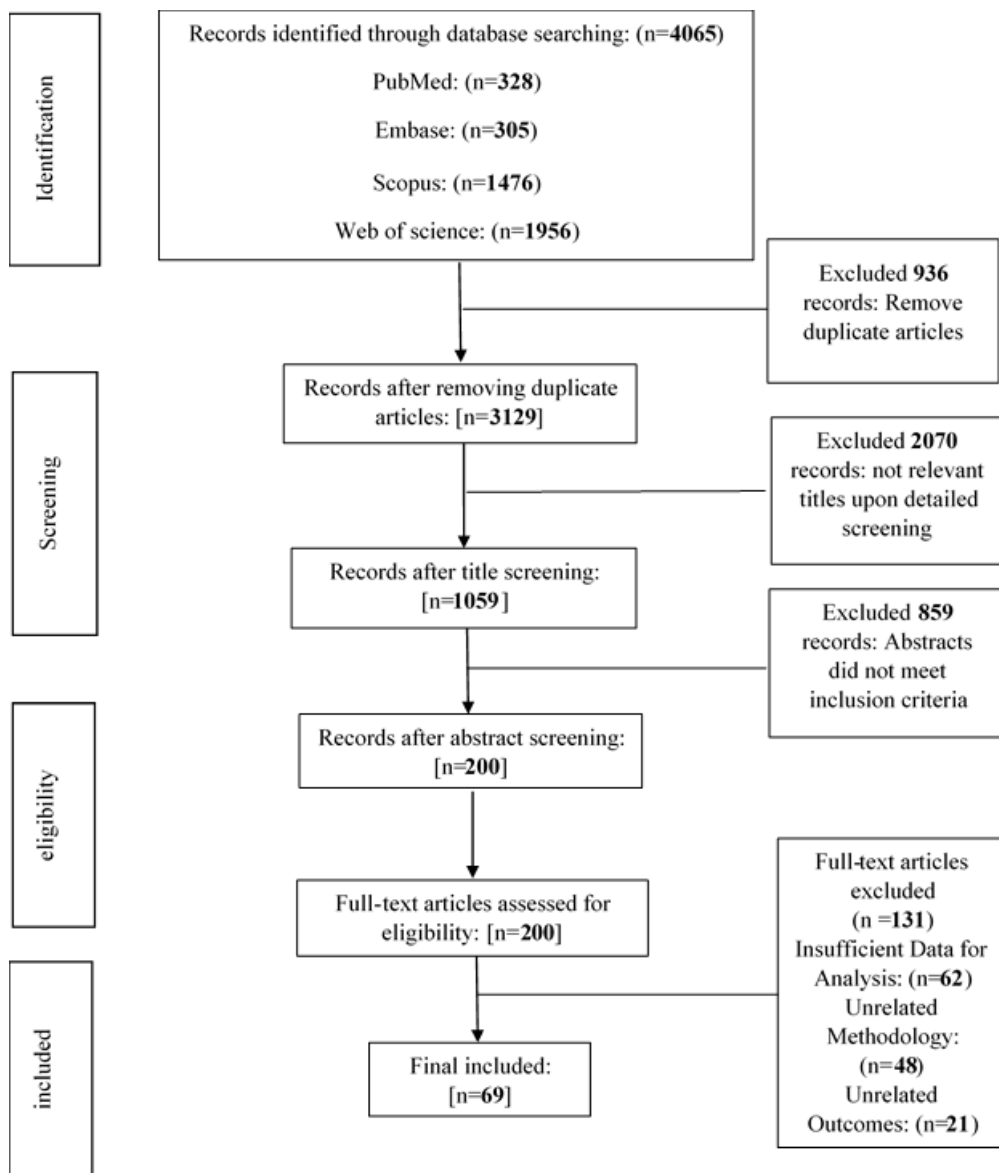 Identification
Records identified through database searching: (n=4065)
PubMed: (n=328)
Embase: (n=305)
Scopus: (n=1476)
Web of science: (n=1956)
Excluded 936
records: Remove
duplicate articles
Screening
Records after removing duplicate
articles: [n=3129]
Excluded 2070
records: not relevant
titles upon detailed
screening
Records after title screening:
[n=1059]
Excluded 859
records: Abstracts
did not meet
inclusion criteria
eligibility
Records after abstract screening:
[n=200]
Full-text articles assessed for
eligibility: [n=200]
Full-text articles
excluded
(n =131)
Insufficient Data for
Analysis: (n=62)
Unrelated
Methodology:
(n=48)
Unrelated
Outcomes: (n=21)
included
Final included:
[n=69]